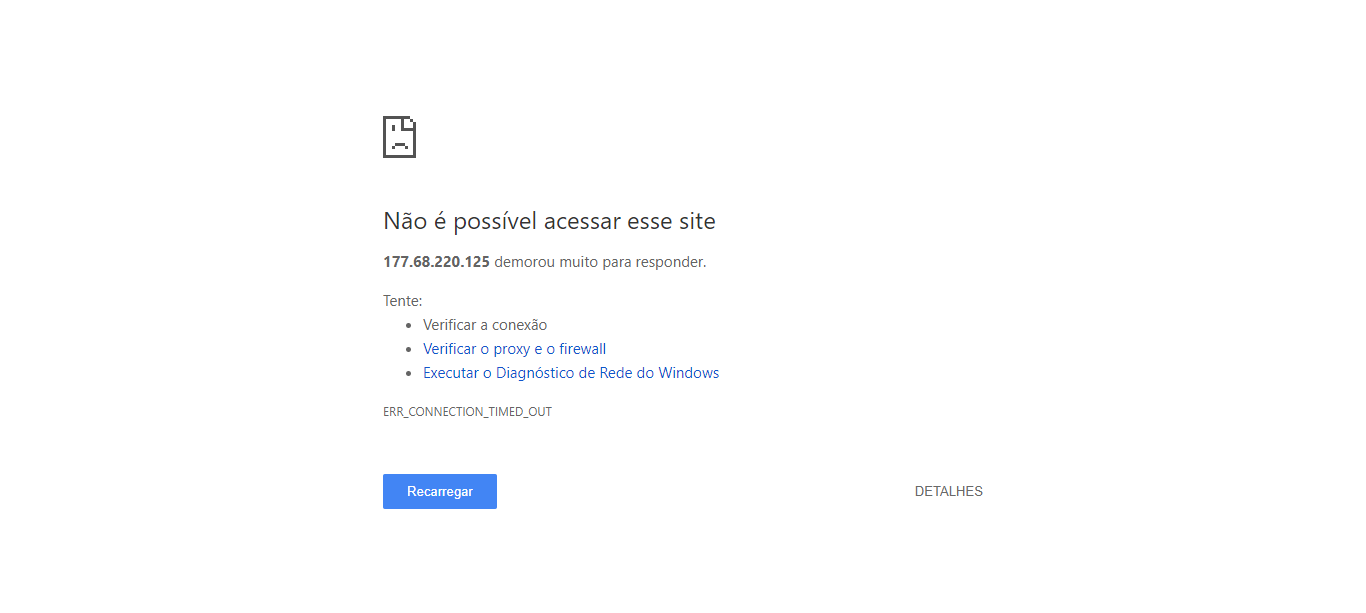 Não é possível acessar esse site
177.68.220.125 demorou muito para responder.
Tente:
• Verificar a conexão
• Verificar o proxy e o firewall
• Executar o Diagnóstico de Rede do Windows
ERR_CONNECTION_TIMED_OUT
Recarregar
DETALHES